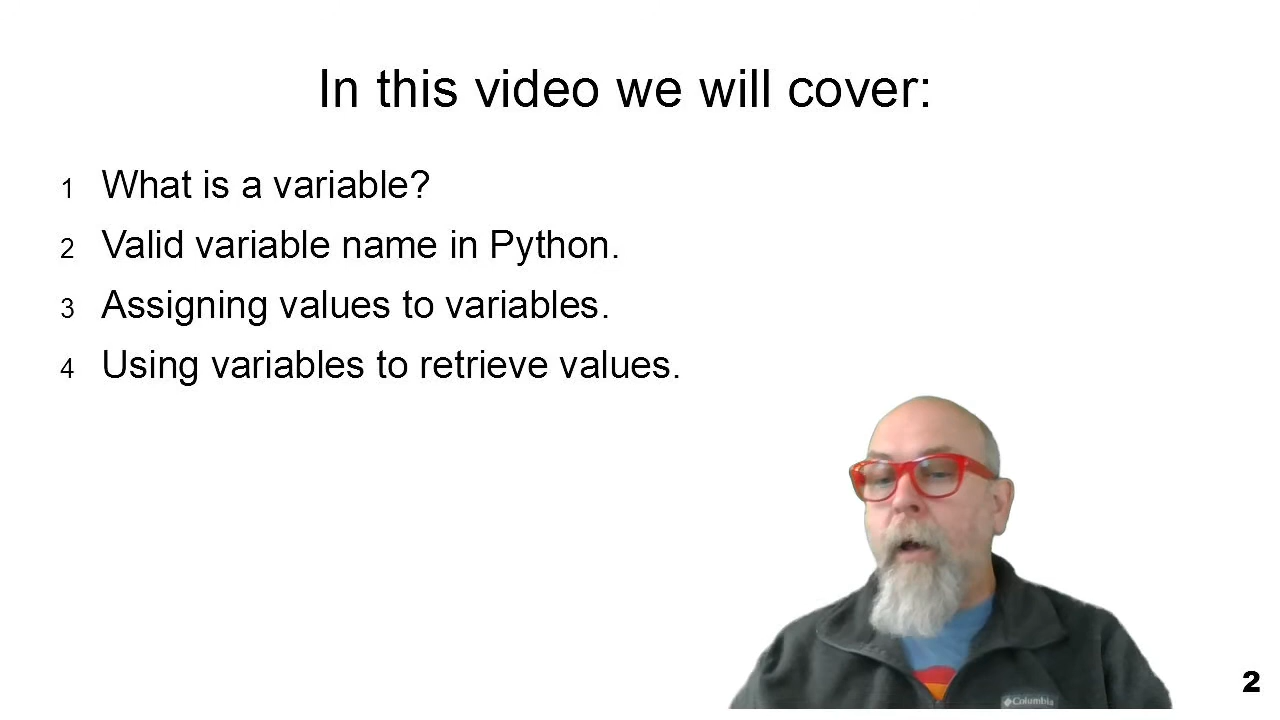 In this video we will cover:
1 What is a variable?
2 Valid variable name in Python.
3 Assigning values to variables.
4 Using variables to retrieve values.
Columbia
2